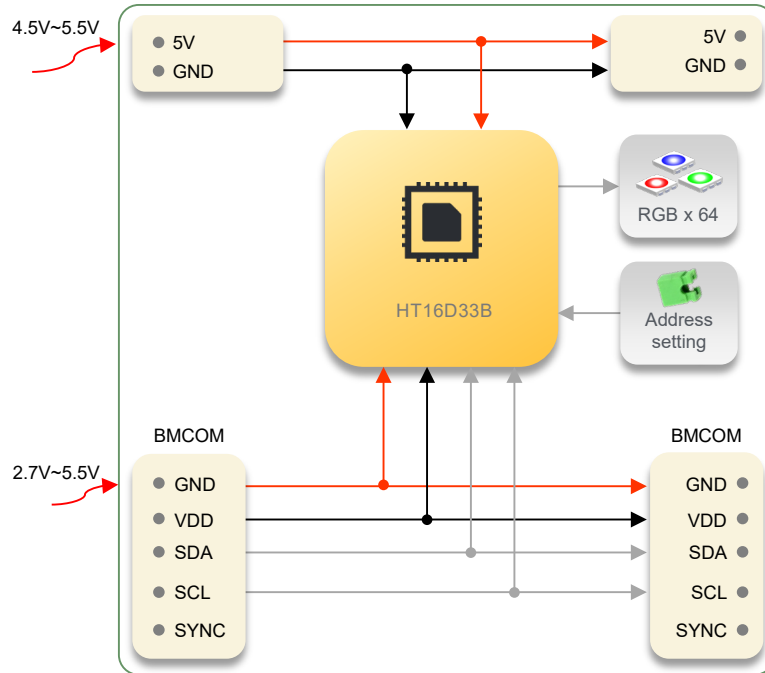 4.5V~5.5V
5V
GND
5V
GND
RGB x 64
HT16D33B
Address
setting
BMCOM
BMCOM
2.7V~5.5V
GND
VDD
SDA
SCL
SYNC
GND
VDD
SDA
SCL
SYNC